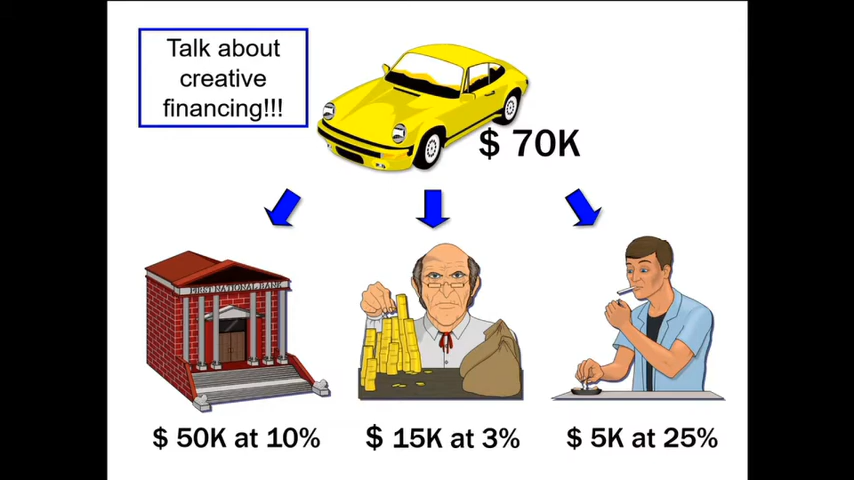 Talk about
creative
financing!!!
$ 70K
FIRST NATIONAL BANK
$ 50K at 10%
$ 15K at 3%
$ 5K at 25%